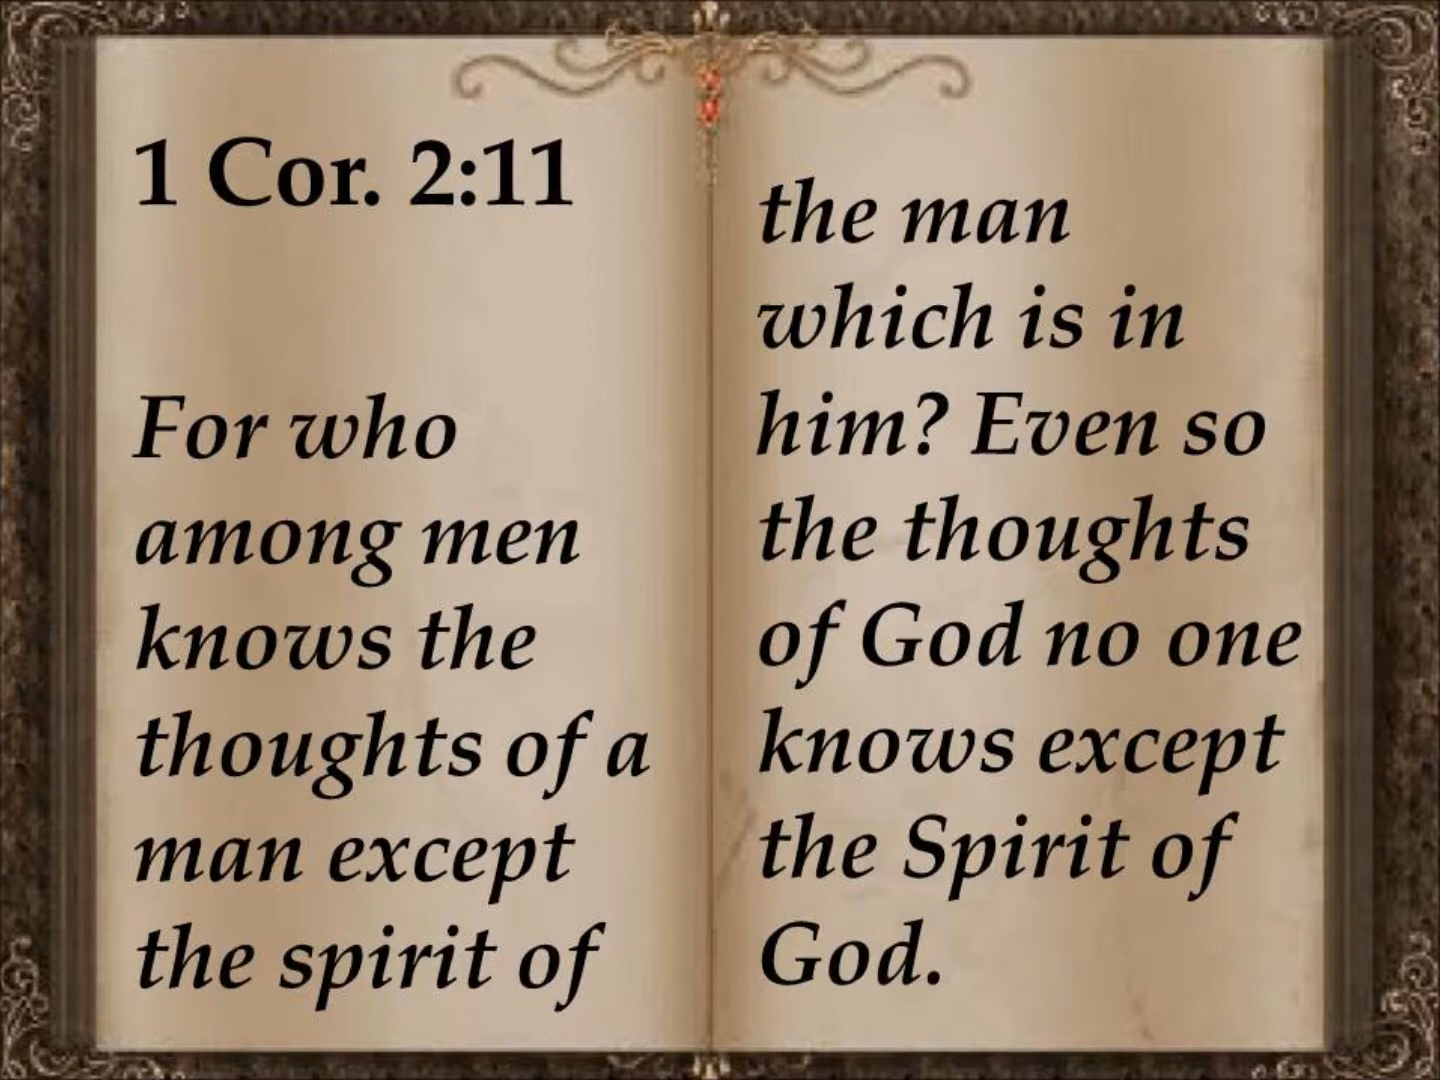 1 Cor. 2:11
For who
among men
knows the
thoughts of a
man except
the spirit of
the man
which is in
him? Even so
the thoughts
of God no one
knows except
the Spirit of
God.